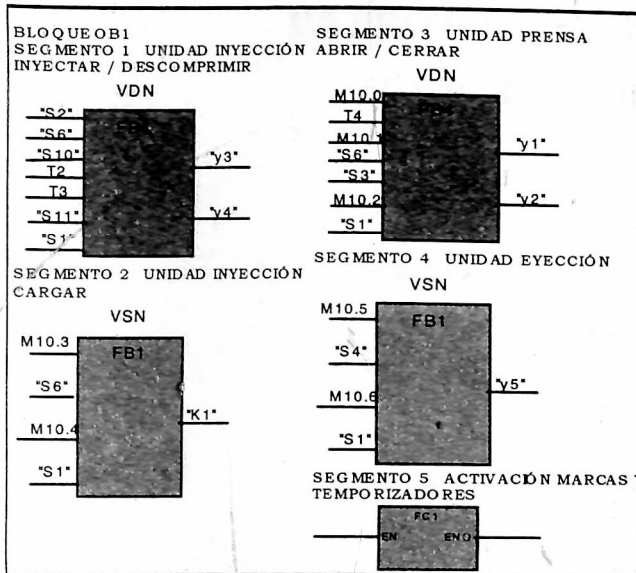 BLOQUEOB1
SEGMENTO 1 UNIDAD INYECCIÓN
INYECTAR / DESCOMPRIMIR
VDN
"S2"
"S6"
"S10"
T2
T3
"S11"
"S1"
"y3"
"y4"
SEGMENTO 2 UNIDAD INYECCIÓN
CARGAR
VSN
FB1
M10.3
"S6"
M10.4
"S1"
"K1"
SEGMENTO 3 UNIDAD PRENSA
ABRIR / CERRAR
VDN
M10.0
T4
M10.1
"S6"
"S3"
M10.2
"S1"
"y1"
"y2"
SEGMENTO 4 UNIDAD EYECCIÓN
VSN
FB1
M10.5
"S4"
M10.6
"S1"
"y5"
SEGMENTO 5 ACTIVACIÓN MARCAS Y
TEMPORIZADORES
FC1
EN
ENO